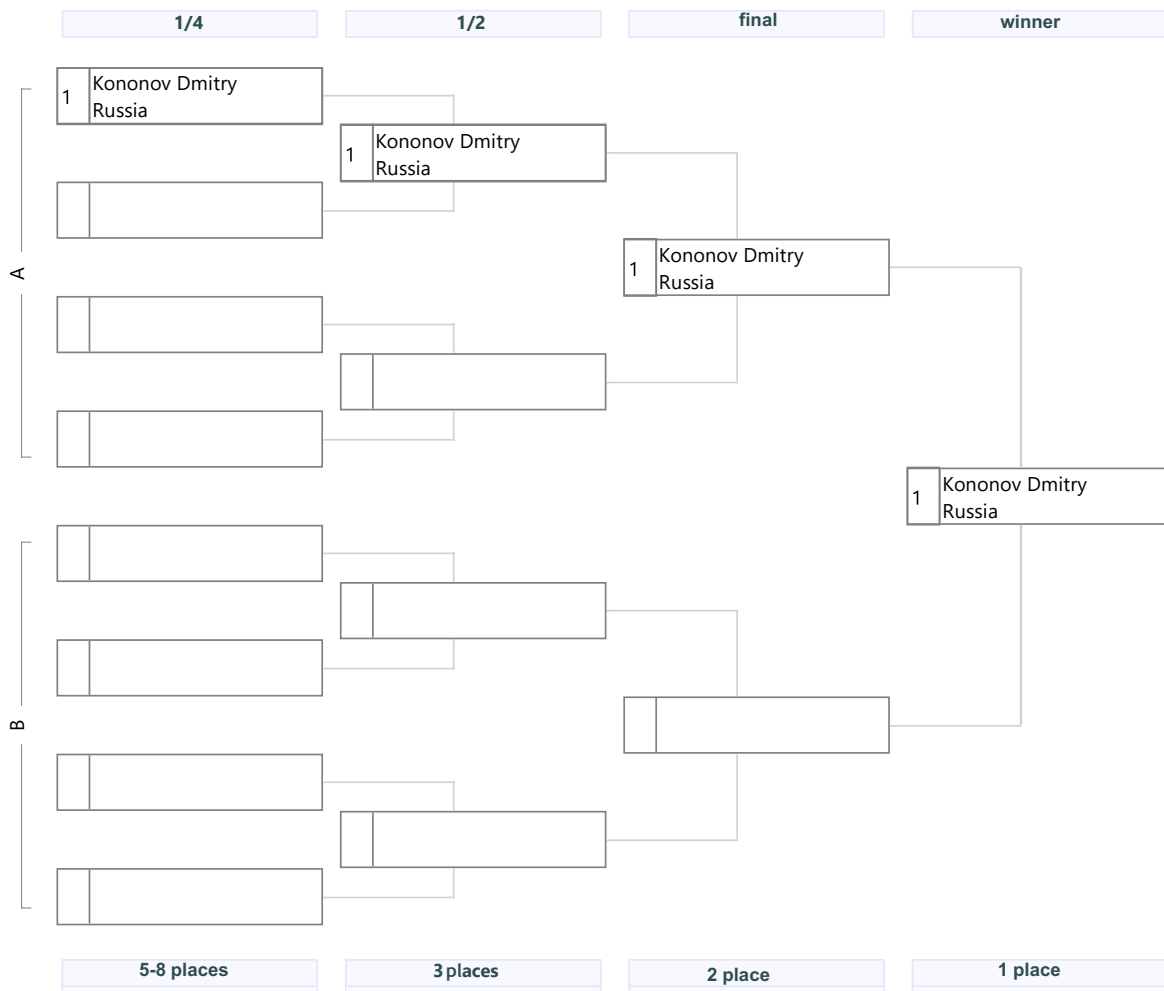 1/4
1/2
final
winner
1
Kononov Dmitry
Russia
1
Kononov Dmitry
Russia
A
1
Kononov Dmitry
Russia
1
Kononov Dmitry
Russia
B
5-8 places
3 places
2 place
1 place